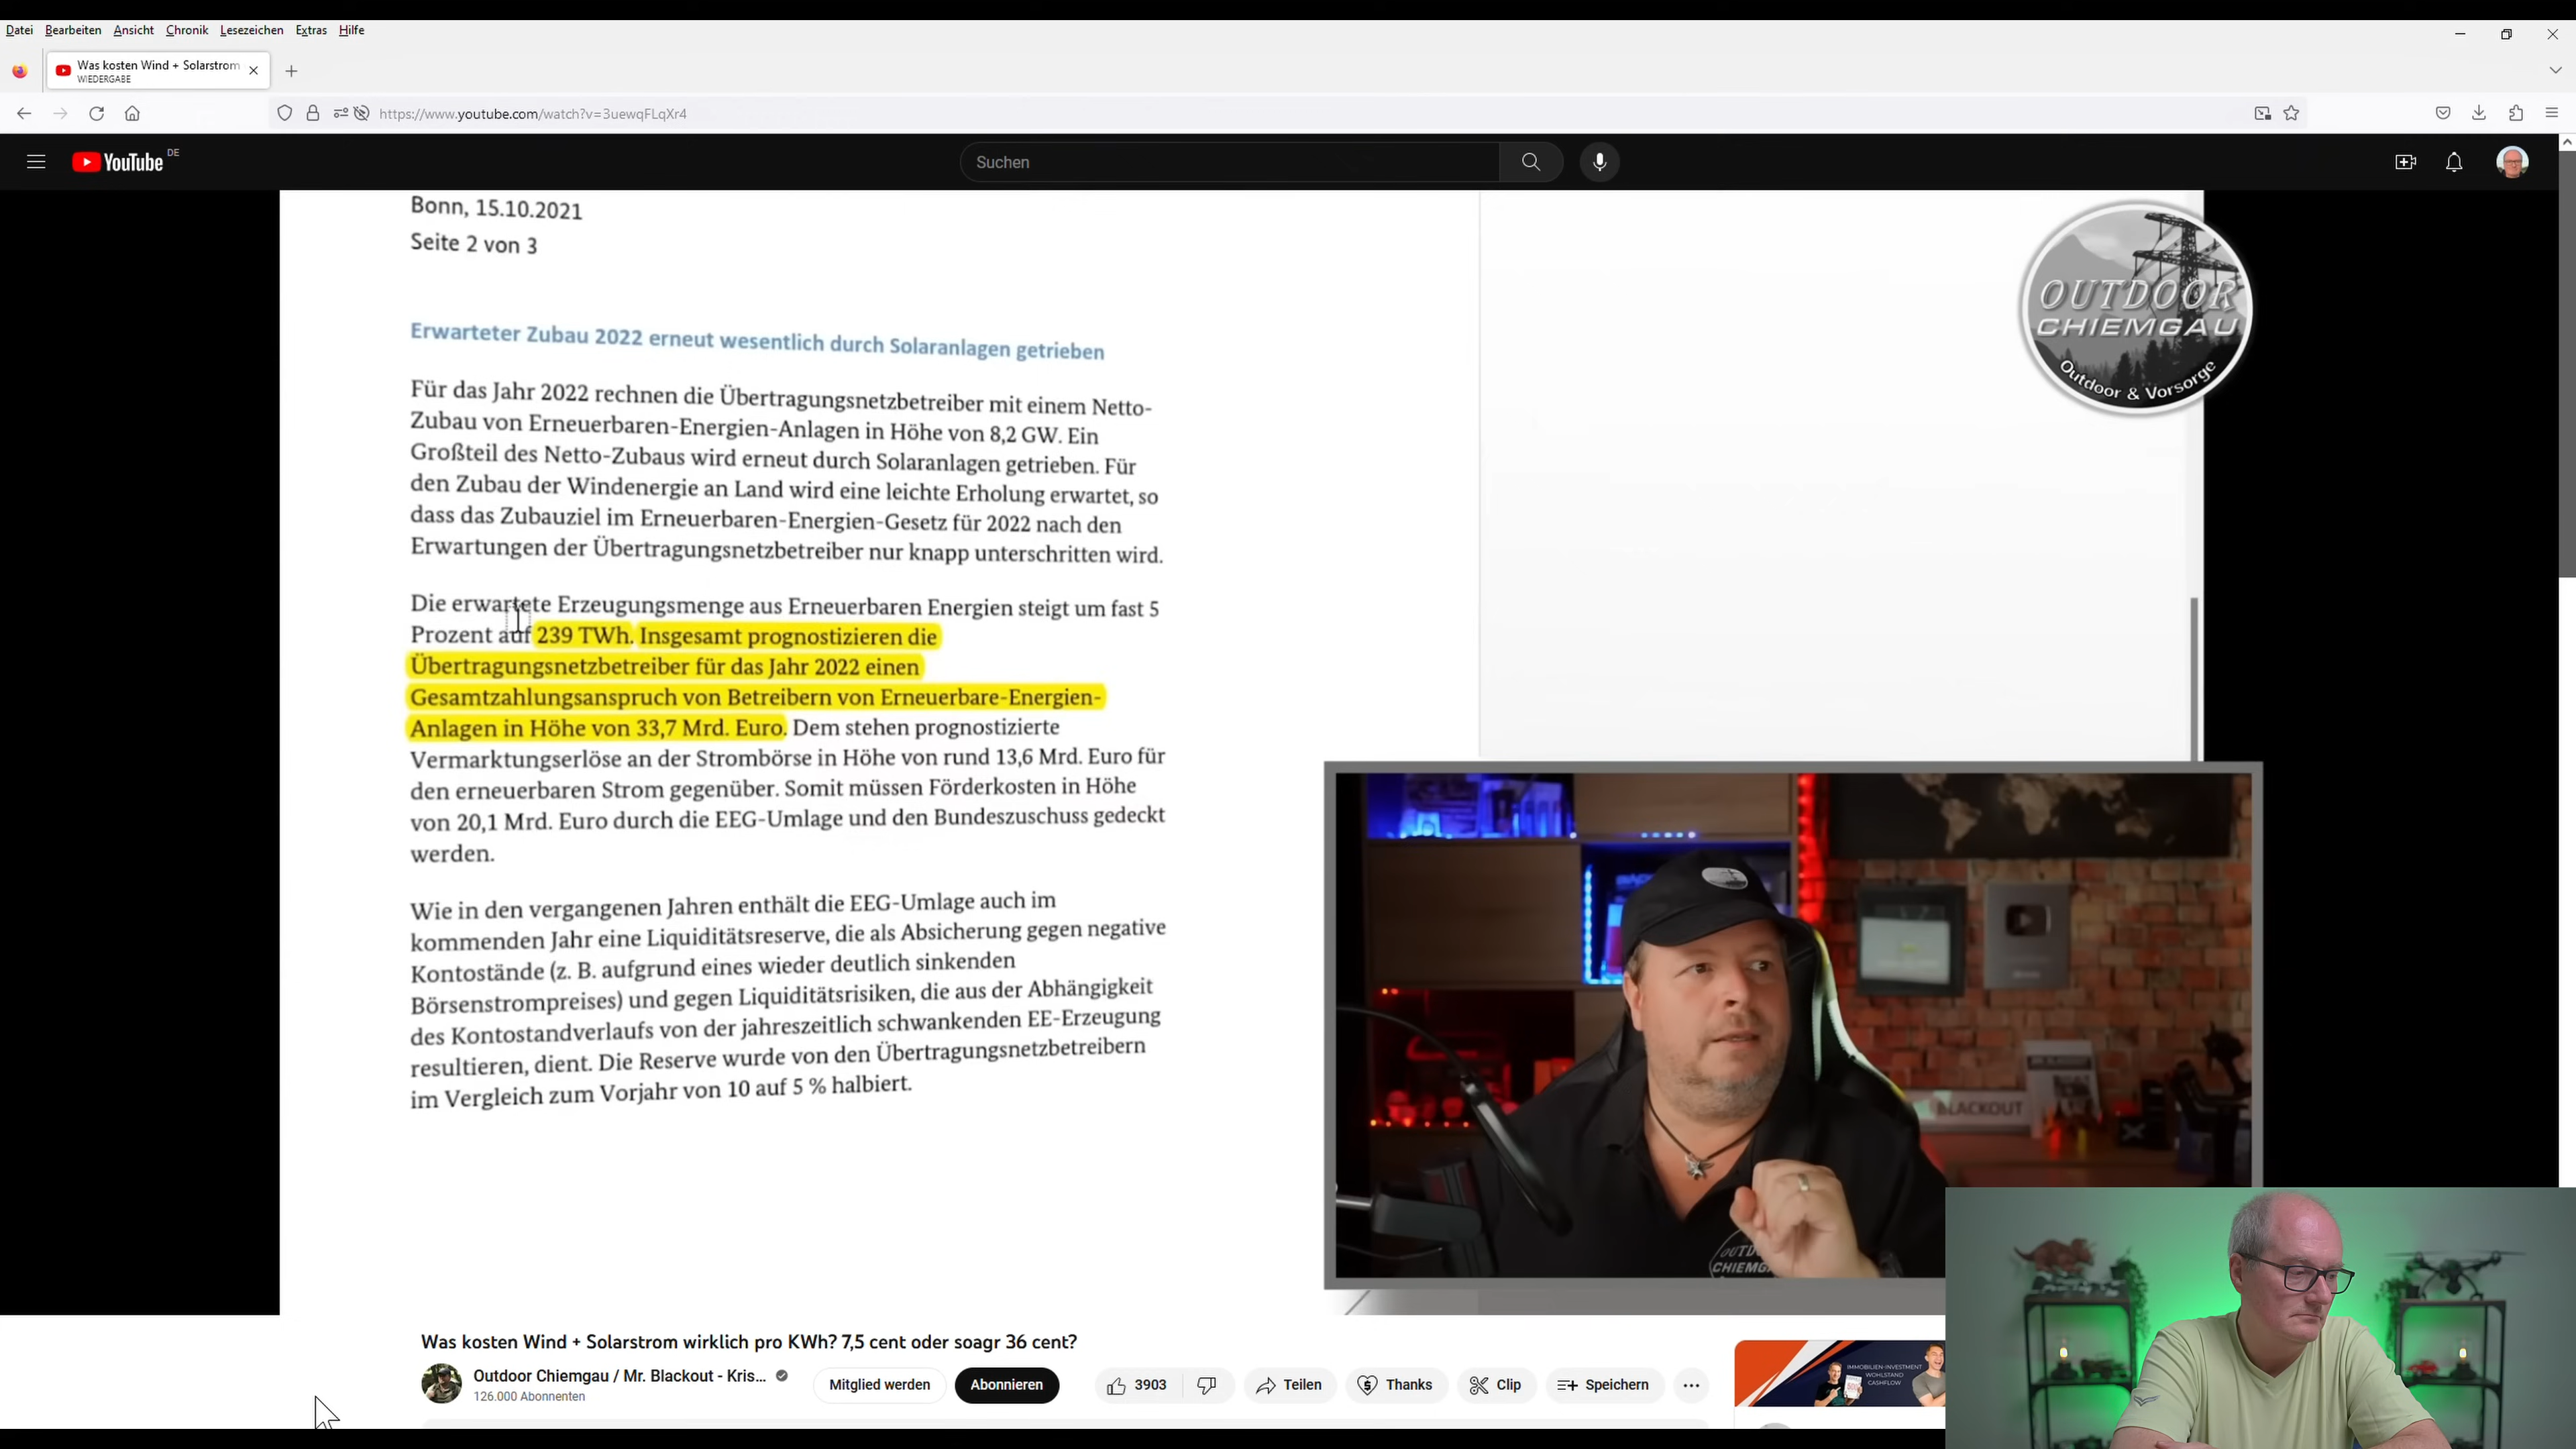 Datei Bearbeiten Ansicht Chronik Lesezeichen Extras Hilfe
Was kosten Wind + Solarstrom
WIEDERGABE
https://www.youtube.com/watch?v=3uewqFLqXr4
YouTube DE
Suchen
Bonn, 15.10.2021
Seite 2 von 3
OUTDOOR
CHIEMGAU
Outdoor & Vorsorge
Erwarteter Zubau 2022 erneut wesentlich durch Solaranlagen getrieben
Für das Jahr 2022 rechnen die Übertragungsnetzbetreiber mit einem Netto-
Zubau von Erneuerbaren-Energien-Anlagen in Höhe von 8,2 GW. Ein
Großteil des Netto-Zubaus wird erneut durch Solaranlagen getrieben. Für
den Zubau der Windenergie an Land wird eine leichte Erholung erwartet, so
dass das Zubauziel im Erneuerbaren-Energien-Gesetz für 2022 nach den
Erwartungen der Übertragungsnetzbetreiber nur knapp unterschritten wird.
Die erwartete Erzeugungsmenge aus Erneuerbaren Energien steigt um fast 5
Prozent auf 239 TWh. Insgesamt prognostizieren die
Übertragungsnetzbetreiber für das Jahr 2022 einen
Gesamtzahlungsanspruch von Betreibern von Erneuerbare-Energien-
Anlagen in Höhe von 33,7 Mrd. Euro. Dem stehen prognostizierte
Vermarktungserlöse an der Strombörse in Höhe von rund 13,6 Mrd. Euro für
den erneuerbaren Strom gegenüber. Somit müssen Förderkosten in Höhe
von 20,1 Mrd. Euro durch die EEG-Umlage und den Bundeszuschuss gedeckt
werden.
Wie in den vergangenen Jahren enthält die EEG-Umlage auch im
kommenden Jahr eine Liquiditätsreserve, die als Absicherung gegen negative
Kontostände (z. B. aufgrund eines wieder deutlich sinkenden
Börsenstrompreises) und gegen Liquiditätsrisiken, die aus der Abhängigkeit
des Kontostandverlaufs von der jahreszeitlich schwankenden EE-Erzeugung
resultieren, dient. Die Reserve wurde von den Übertragungsnetzbetreibern
im Vergleich zum Vorjahr von 10 auf 5 % halbiert.
BLACKOUT
OUTD
CHIEMGA
Was kosten Wind + Solarstrom wirklich pro KWh? 7,5 cent oder soagr 36 cent?
Outdoor Chiemgau / Mr. Blackout - Kris...
126.000 Abonnenten
Mitglied werden
Abonnieren
3903
Teilen
Thanks
Clip
Speichern
IMMOBILIEN-INVESTMENT
WOHLSTAND
CASHFLOW